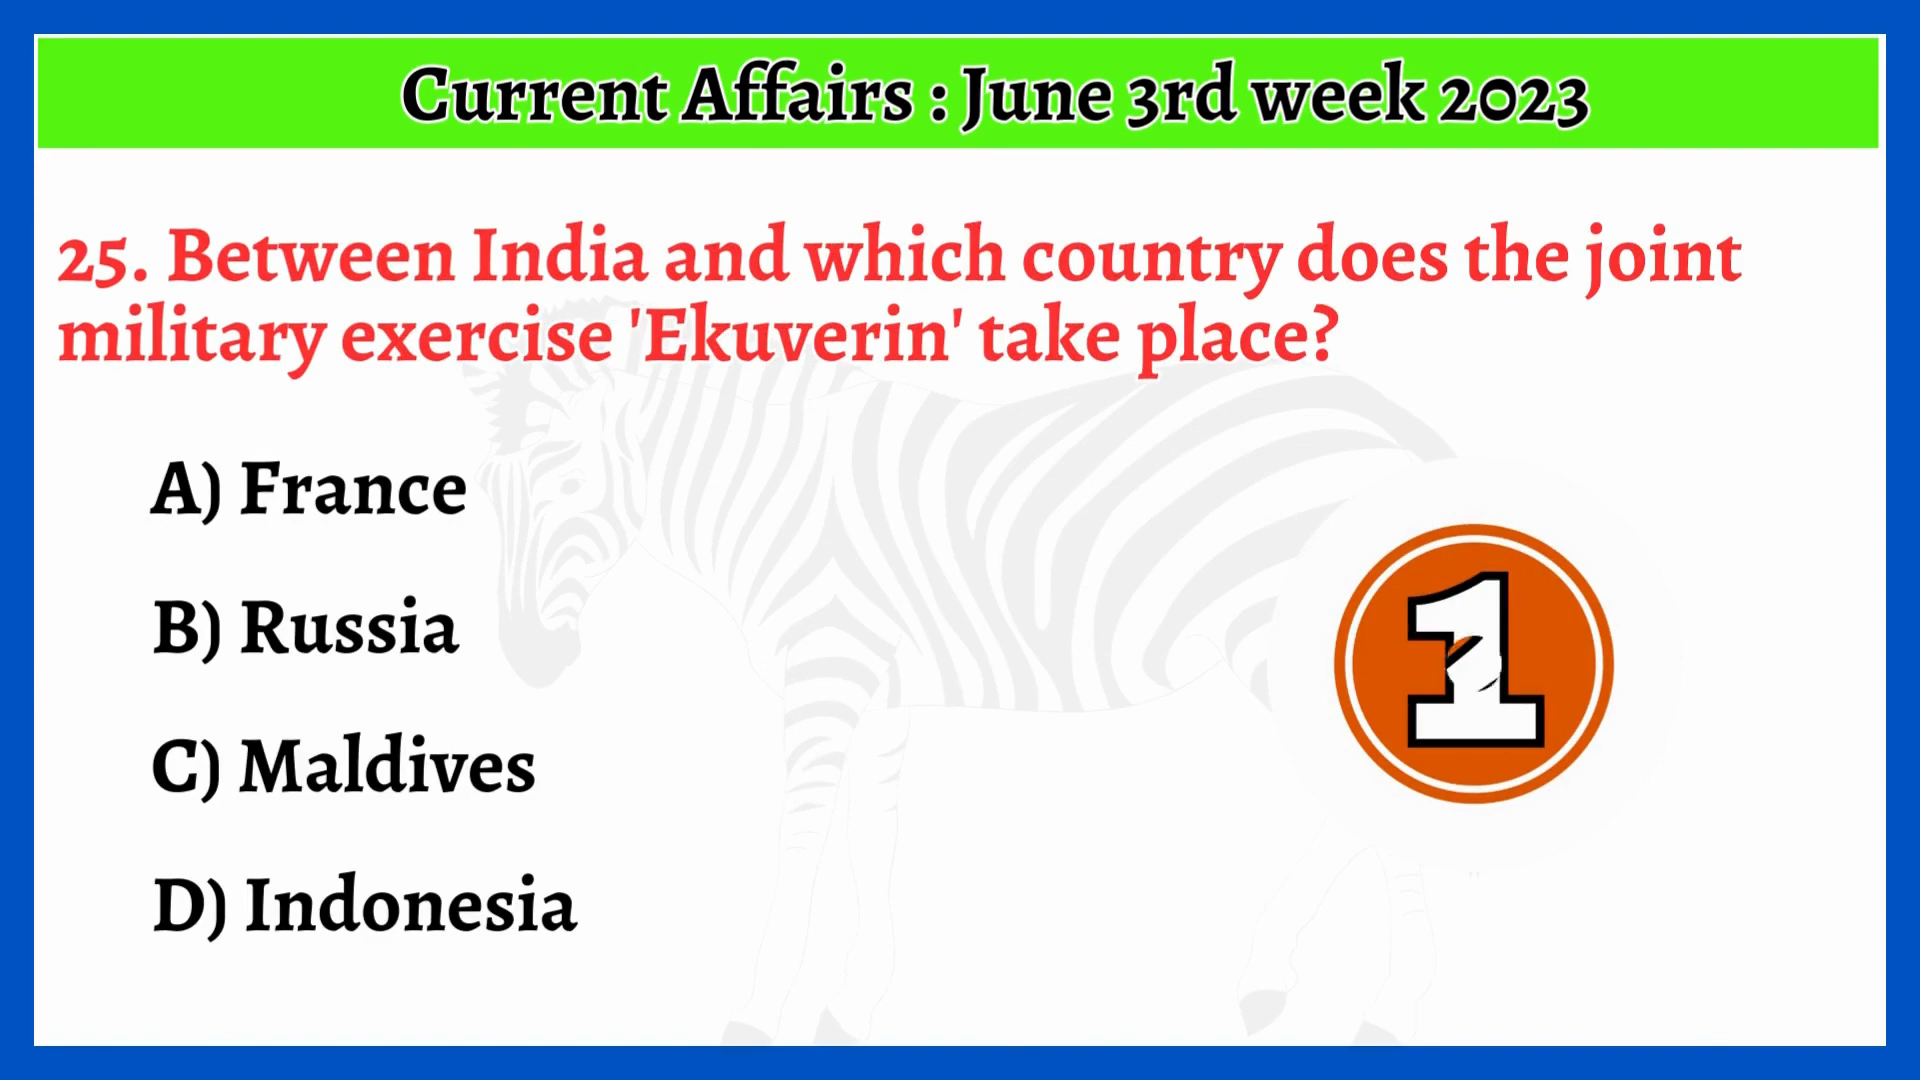 Current Affairs : June 3rd week 2023
25. Between India and which country does the joint
military exercise 'Ekuverin' take place?
A) France
B) Russia
C) Maldives
D) Indonesia
1